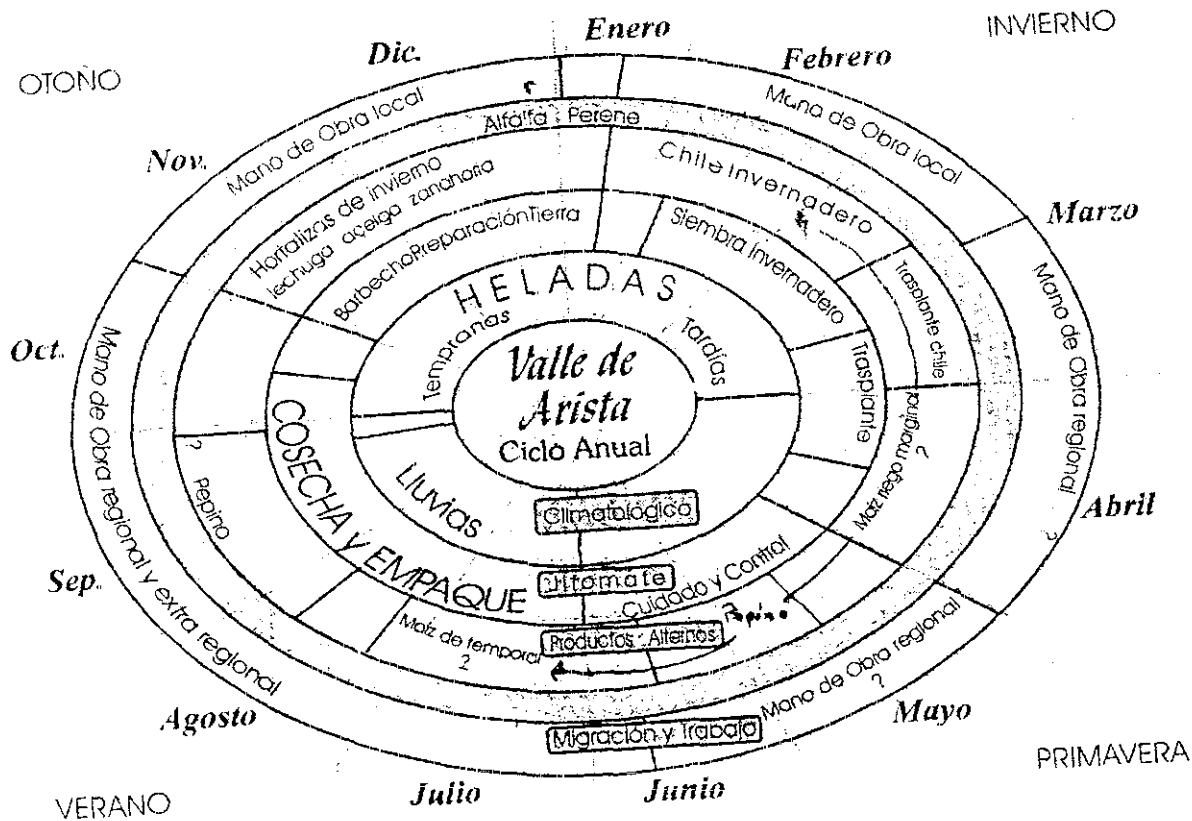 Enero
INVIERNO
Dic.
Febrero
OTOÑO
Mano de Obra local
Mano de Obra local
Alfalfa Perene
Nov.
Hortalizas de invierno
lechuga acelga zanahoria
Chile Invernadero
Marzo
Barbecho Preparación Tierra
Siembra Invernadero
HELADAS
Tempranas
Tardías
Trasplante chile
Mano de Obra regional
Oct.
Valle de
Arista
Ciclo Anual
Trasplante
Mano de Obra regional y extra regional
COSECHA y EMPAQUE
Maíz riego marginal
?
?
Pepino
Lluvias
Climatológico
Abril
?
Sep.
Jitomate
Cuidado y Control
Maíz de temporal
?
Productos Alternos
Pepino
Mano de Obra regional
?
Agosto
Migración y Trabajo
Mayo
Julio
Junio
PRIMAVERA
VERANO